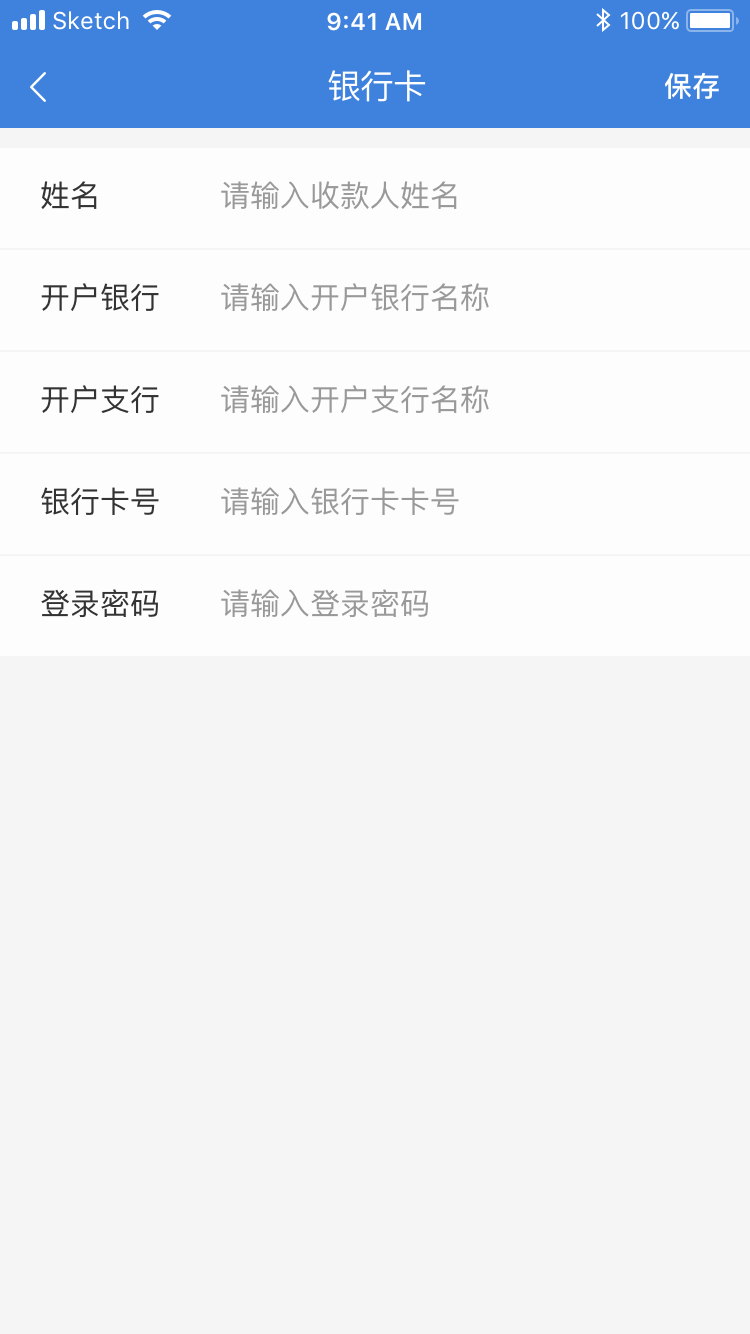 Sketch 9:41 AM 100%
银行卡 保存
姓名 请输入收款人姓名
开户银行 请输入开户银行名称
开户支行 请输入开户支行名称
银行卡号 请输入银行卡卡号
登录密码 请输入登录密码